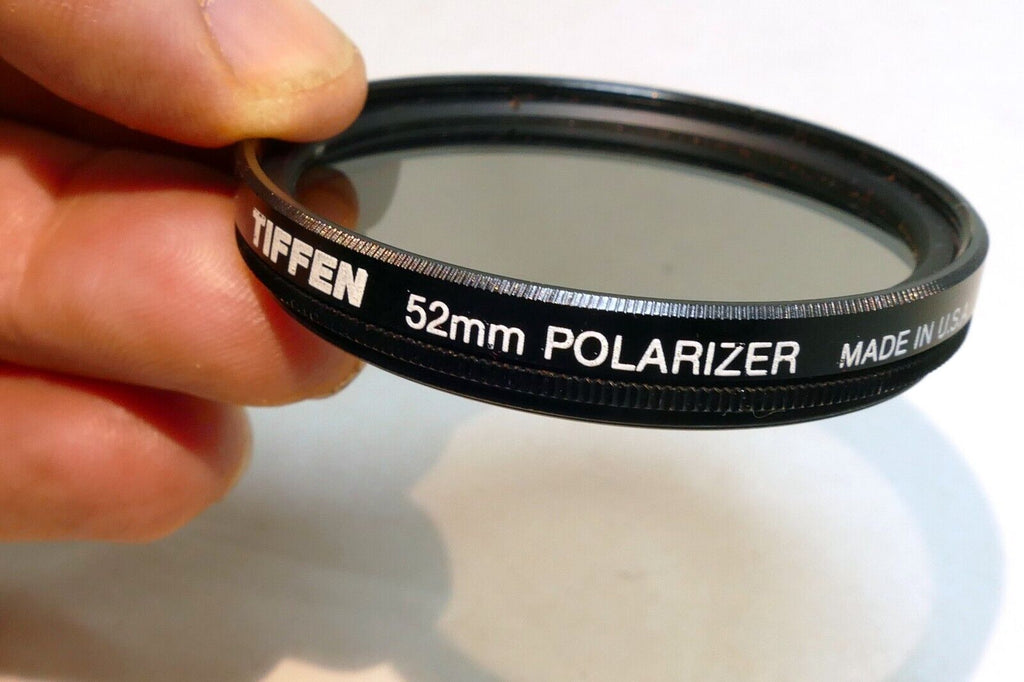 TIFFEN 52mm POLARIZER MADE IN U.S.A.